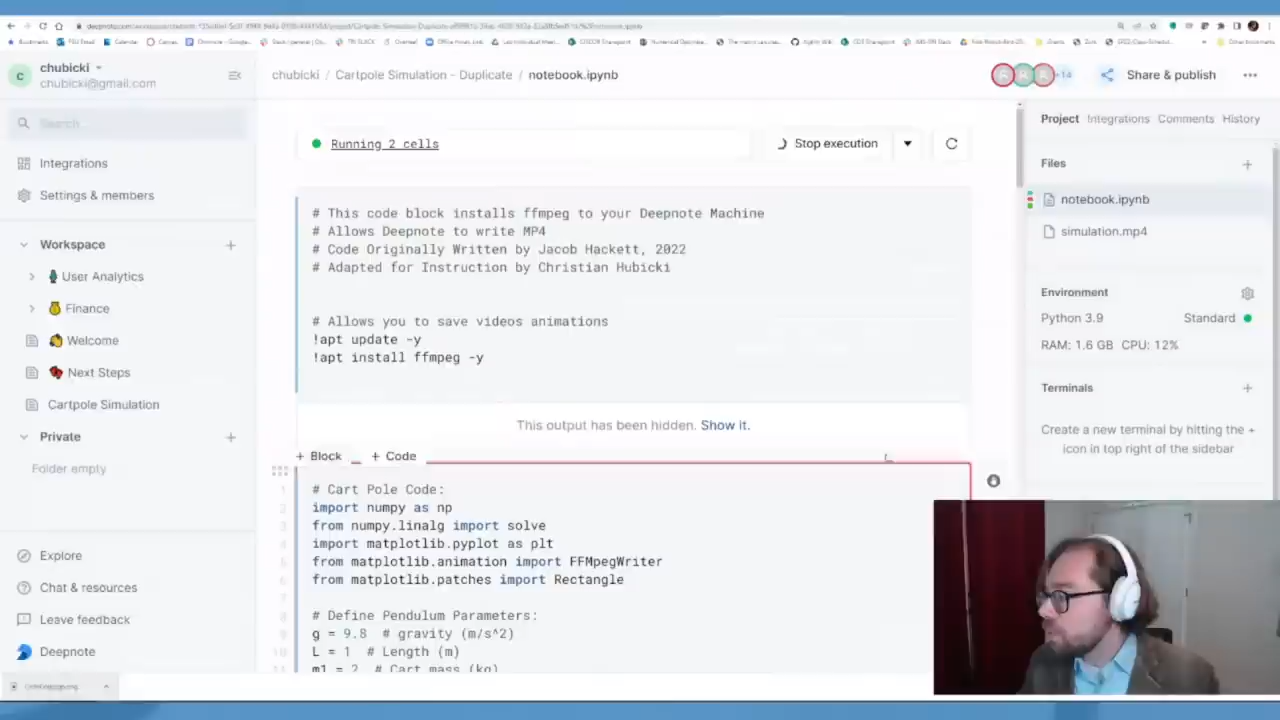 chubicki
chubicki@gmail.com
Search
Integrations
Settings & members
Workspace
User Analytics
Finance
Welcome
Next Steps
Cartpole Simulation
Private
Folder empty
Explore
Chat & resources
Leave feedback
Deepnote
chubicki / Cartpole Simulation - Duplicate / notebook.ipynb
+14
Share & publish
Running 2 cells
Stop execution
# This code block installs ffmpeg to your Deepnote Machine
# Allows Deepnote to write MP4
# Code Originally Written by Jacob Hackett, 2022
# Adapted for Instruction by Christian Hubicki
# Allows you to save videos animations
!apt update -y
!apt install ffmpeg -y
This output has been hidden. Show it.
+ Block + Code
# Cart Pole Code:
import numpy as np
from numpy.linalg import solve
import matplotlib.pyplot as plt
from matplotlib.animation import FFMpegWriter
from matplotlib.patches import Rectangle
# Define Pendulum Parameters:
g = 9.8 # gravity (m/s^2)
L = 1 # Length (m)
m1 = 2 # Cart mass (kg)
Project Integrations Comments History
Files
notebook.ipynb
simulation.mp4
Environment
Python 3.9 Standard
RAM: 1.6 GB CPU: 12%
Terminals
Create a new terminal by hitting the +
icon in top right of the sidebar